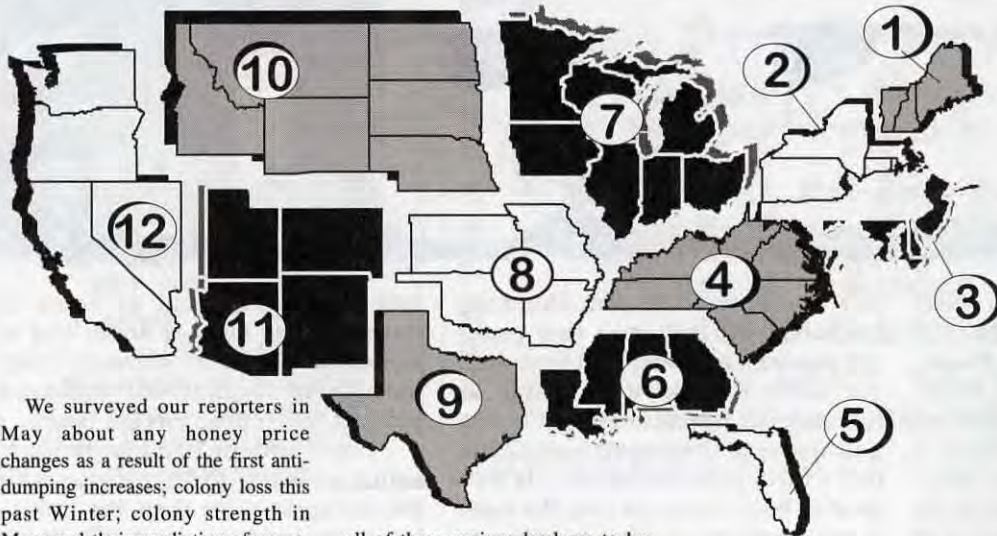 1
2
10
7
12
8
4
3
11
6
9
5
We surveyed our reporters in
May about any honey price
changes as a result of the first anti-
dumping increases; colony loss this
past Winter; colony strength in